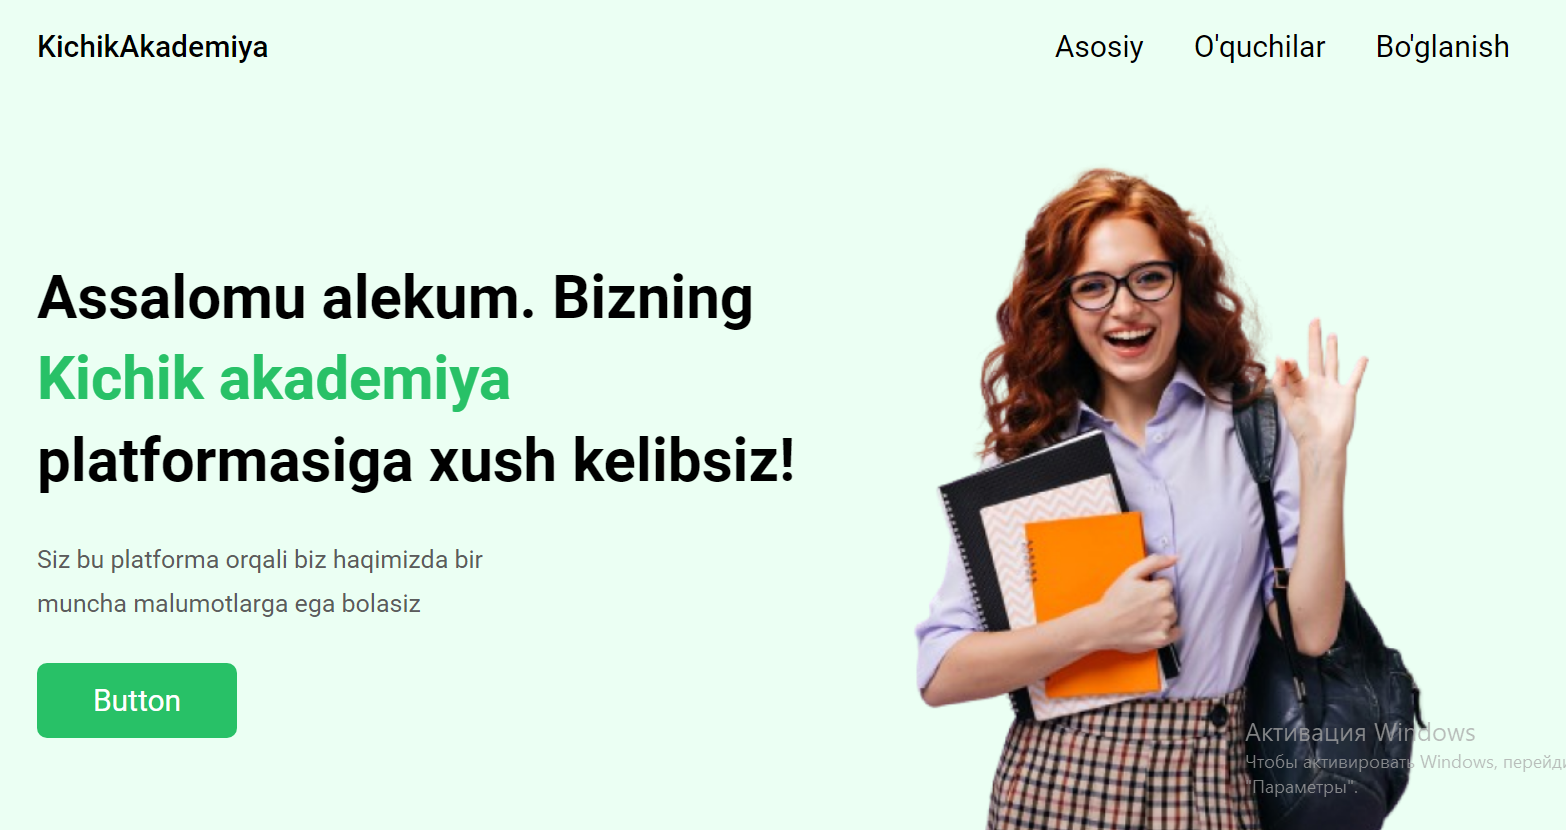 KichikAkademiya
Asosiy O'quchilar Bo'glanish
Assalomu alekum. Bizning
Kichik akademiya
platformasiga xush kelibsiz!
Siz bu platforma orqali biz haqimizda bir
muncha malumotlarga ega bolasiz
Button
Активация Windows
Чтобы активировать Windows, перейди
"Параметры".